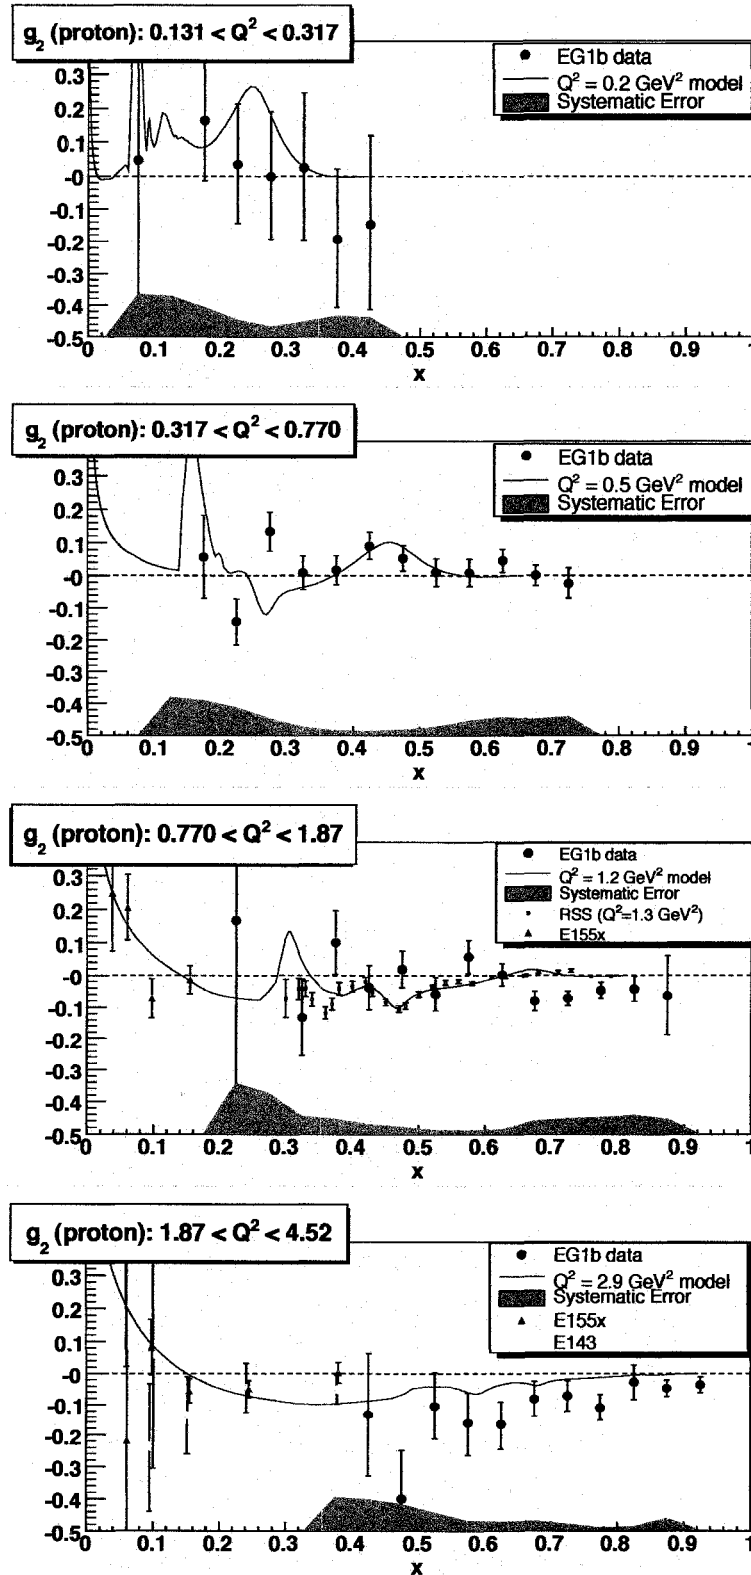 g2 (proton): 0.131 < Q² < 0.317
EG1b data
Q² = 0.2 GeV² model
Systematic Error
0.3
0.2
0.1
-0
-0.1
-0.2
-0.3
-0.4
-0.5
0 0.1 0.2 0.3 0.4 0.5 0.6 0.7 0.8 0.9 1
x
g2 (proton): 0.317 < Q² < 0.770
EG1b data
Q² = 0.5 GeV² model
Systematic Error
0.3
0.2
0.1
-0
-0.1
-0.2
-0.3
-0.4
-0.5
0 0.1 0.2 0.3 0.4 0.5 0.6 0.7 0.8 0.9 1
x
g2 (proton): 0.770 < Q² < 1.87
EG1b data
Q² = 1.2 GeV² model
Systematic Error
RSS (Q²=1.3 GeV²)
E155x
0.3
0.2
0.1
-0
-0.1
-0.2
-0.3
-0.4
-0.5
0 0.1 0.2 0.3 0.4 0.5 0.6 0.7 0.8 0.9 1
x
g2 (proton): 1.87 < Q² < 4.52
EG1b data
Q² = 2.9 GeV² model
Systematic Error
E155x
E143
0.3
0.2
0.1
-0
-0.1
-0.2
-0.3
-0.4
-0.5
0 0.1 0.2 0.3 0.4 0.5 0.6 0.7 0.8 0.9 1
x